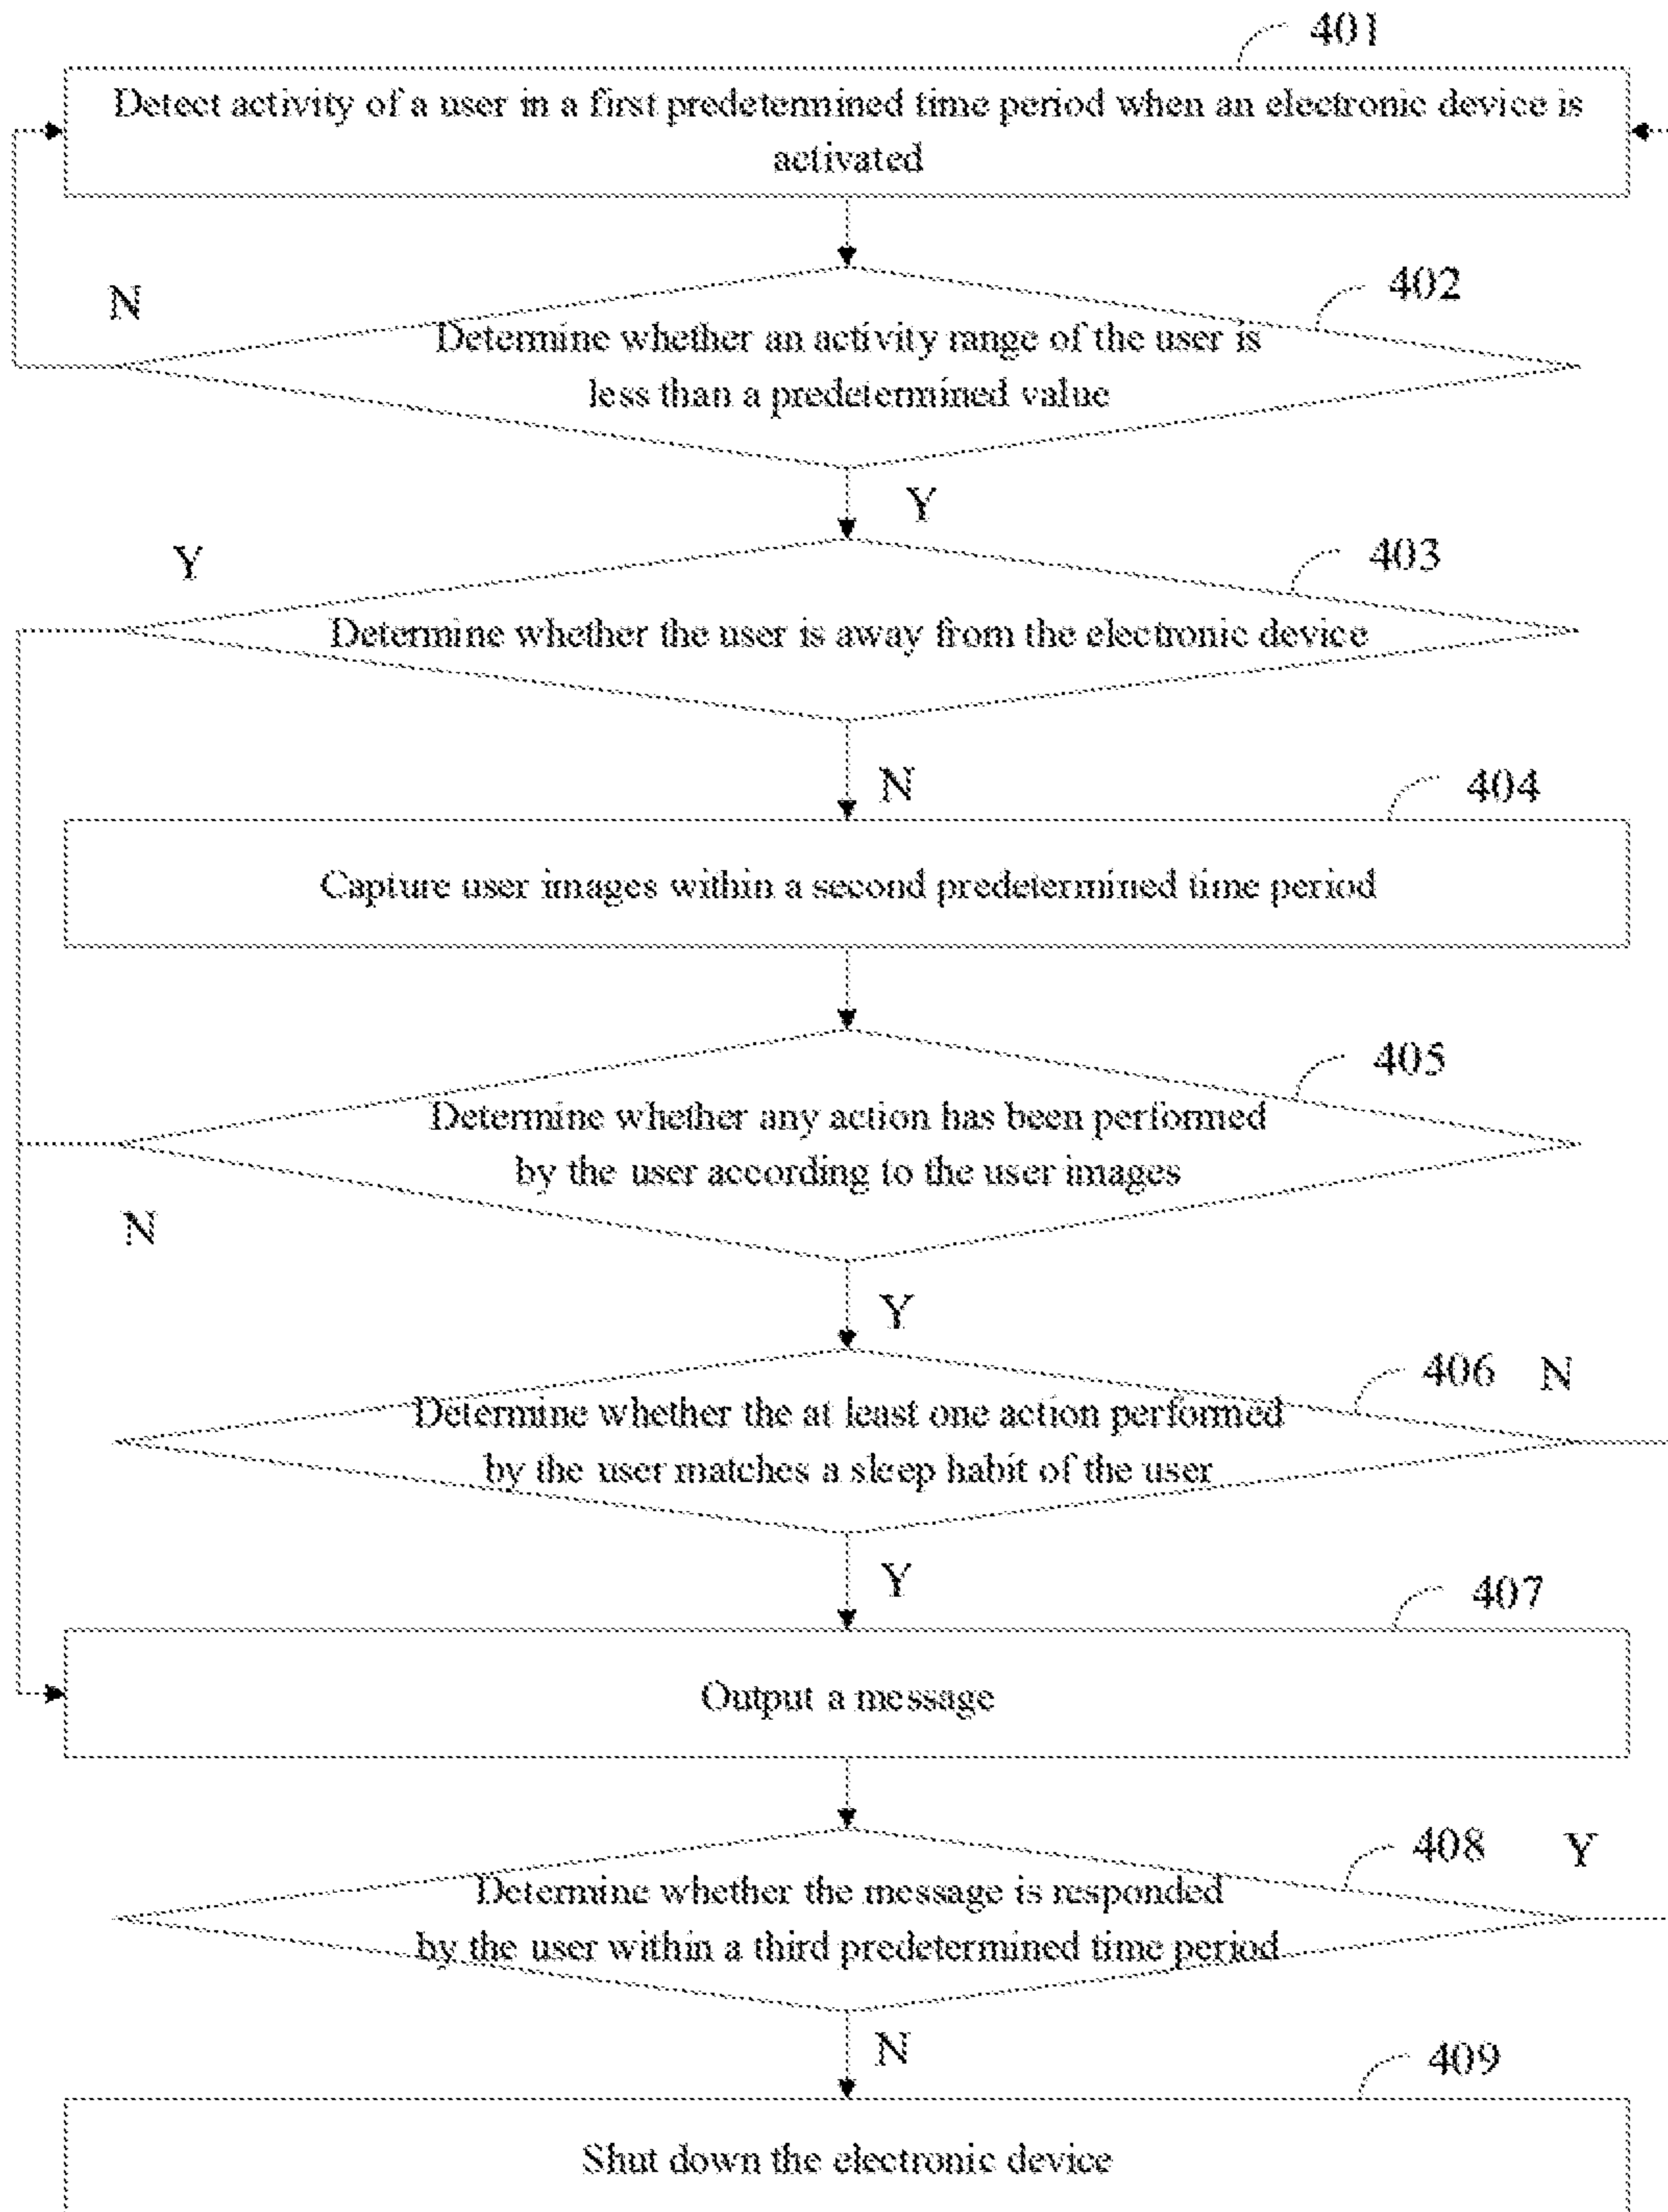 401
Detect activity of a user in a first predetermined time period when an electronic device is
activated
402
N
Determine whether an activity range of the user is
less than a predetermined value
Y
403
Y
Determine whether the user is away from the electronic device
N
404
Capture user images within a second predetermined time period
405
Determine whether any action has been performed
by the user according to the user images
N
Y
406
N
Determine whether the at least one action performed
by the user matches a sleep habit of the user
Y
407
Output a message
408
Y
Determine whether the message is responded
by the user within a third predetermined time period
N
409
Shut down the electronic device